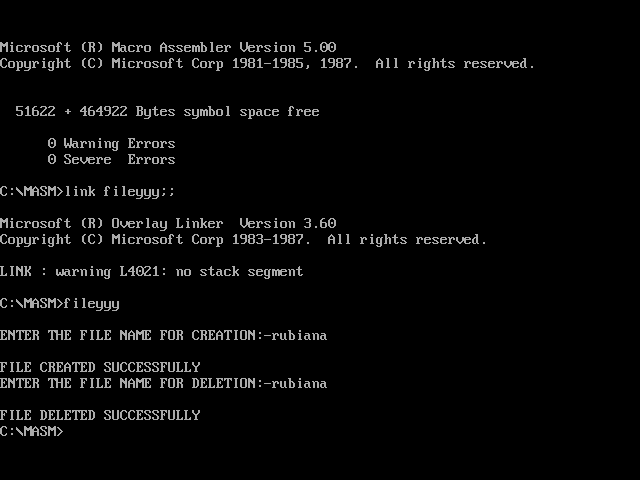 Microsoft (R) Macro Assembler Version 5.00
Copyright (C) Microsoft Corp 1981-1985, 1987.  All rights reserved.
51622 + 464922 Bytes symbol space free
0 Warning Errors
0 Severe  Errors
C:\MASM>link fileyyy;;
Microsoft (R) Overlay Linker  Version 3.60
Copyright (C) Microsoft Corp 1983-1987.  All rights reserved.
LINK : warning L4021: no stack segment
C:\MASM>fileyyy
ENTER THE FILE NAME FOR CREATION:-rubiana
FILE CREATED SUCCESSFULLY
ENTER THE FILE NAME FOR DELETION:-rubiana
FILE DELETED SUCCESSFULLY
C:\MASM>